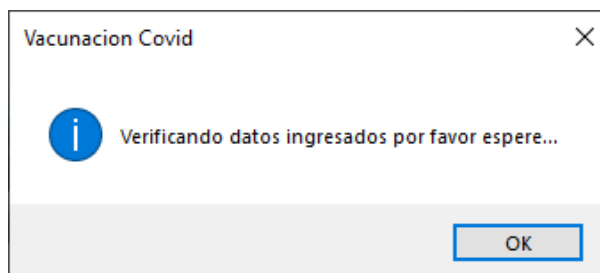 Vacunacion Covid
Verificando datos ingresados por favor espere...
OK